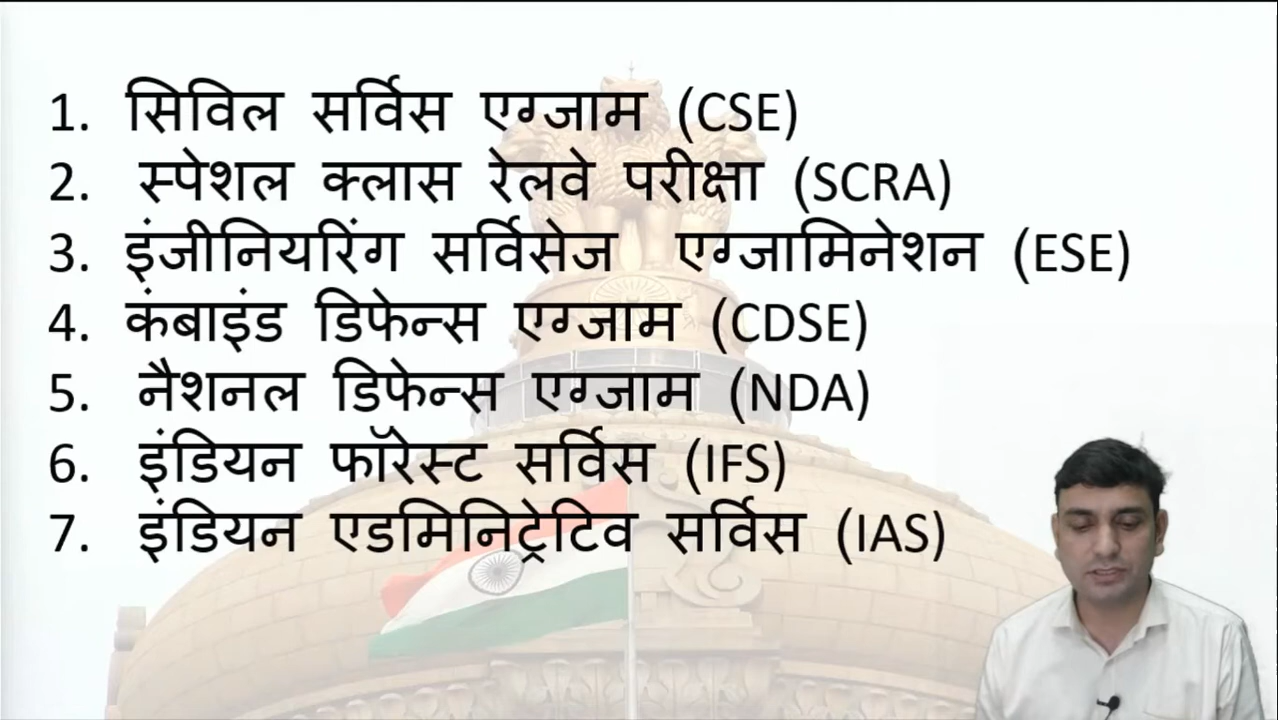 1. सिविल सर्विस एग्जाम (CSE)
2. स्पेशल क्लास रेलवे परीक्षा (SCRA)
3. इंजीनियरिंग सर्विसेज एग्जामिनेशन (ESE)
4. कंबाइंड डिफेन्स एग्जाम (CDSE)
5. नैशनल डिफेन्स एग्जाम (NDA)
6. इंडियन फॉरेस्ट सर्विस (IFS)
7. इंडियन एडमिनिट्रेटिव सर्विस (IAS)